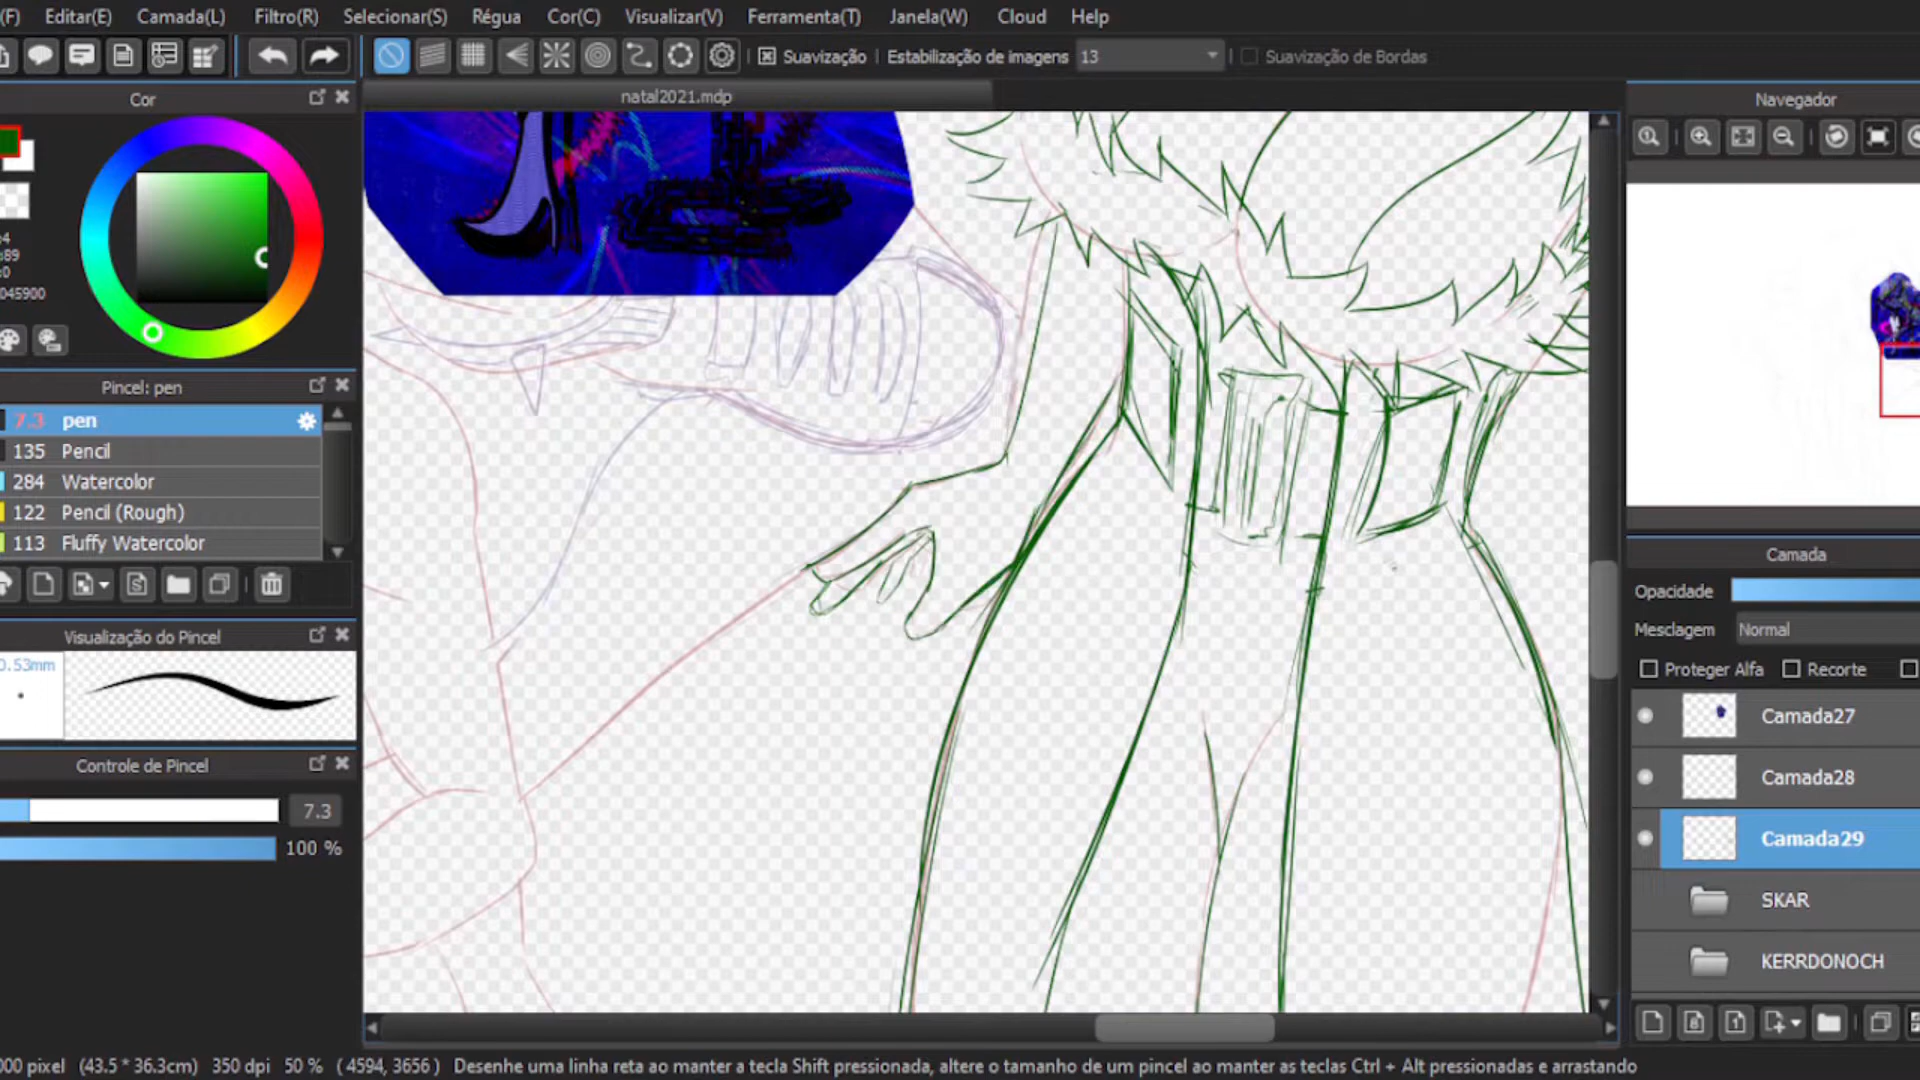 (F) Editar(E) Camada(L) Filtro(R) Selecionar(S) Régua Cor(C) Visualizar(V) Ferramenta(T) Janela(W) Cloud Help
Suavização Estabilização de imagens 13 Suavização de Bordas
Cor
natal2021.mdp
Navegador
:4
:89
:0
045900
Pincel: pen
7.3 pen
135 Pencil
284 Watercolor
122 Pencil (Rough)
113 Fluffy Watercolor
Visualização do Pincel
0.53mm
Controle de Pincel
7.3
100 %
Camada
Opacidade
Mesclagem Normal
Proteger Alfa Recorte
Camada27
Camada28
Camada29
SKAR
KERRDONOCH
000 pixel (43.5 * 36.3cm) 350 dpi 50 % ( 4594, 3656 ) Desenhe uma linha reta ao manter a tecla Shift pressionada, altere o tamanho de um pincel ao manter as teclas Ctrl + Alt pressionadas e arrastando